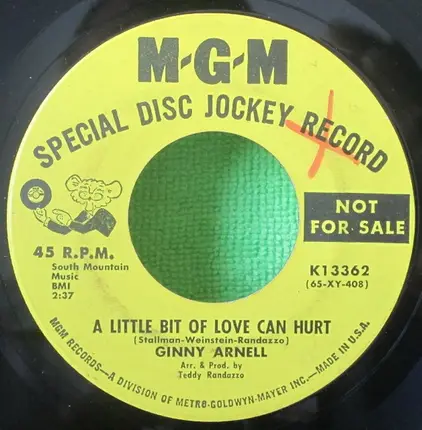 M-G-M
SPECIAL DISC JOCKEY RECORD
NOT
FOR SALE
45 R.P.M.
South Mountain
Music
BMI
2:37
K13362
(65-XY-408)
A LITTLE BIT OF LOVE CAN HURT
(Stallman-Weinstein-Randazzo)
GINNY ARNELL
Arr. & Prod. by
Teddy Randazzo
MGM RECORDS—A DIVISION OF METRO-GOLDWYN-MAYER INC.—MADE IN U.S.A.